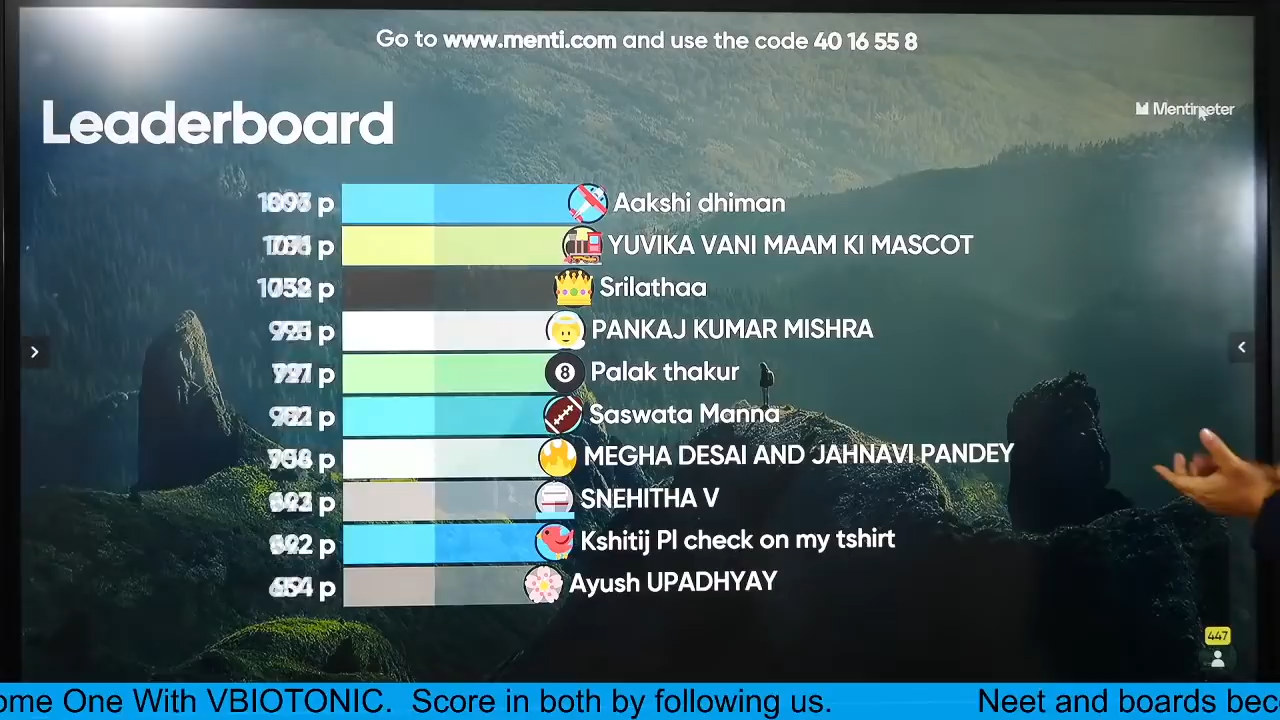 Go to www.menti.com and use the code 40 16 55 8
Leaderboard
Mentimeter
p Aakshi dhiman
p YUVIKA VANI MAAM KI MASCOT
p Srilathaa
p PANKAJ KUMAR MISHRA
p 8 Palak thakur
p Saswata Manna
p MEGHA DESAI AND JAHNAVI PANDEY
p SNEHITHA V
p Kshitij Pl check on my tshirt
p Ayush UPADHYAY
447
ome One With VBIOTONIC. Score in both by following us. Neet and boards bec